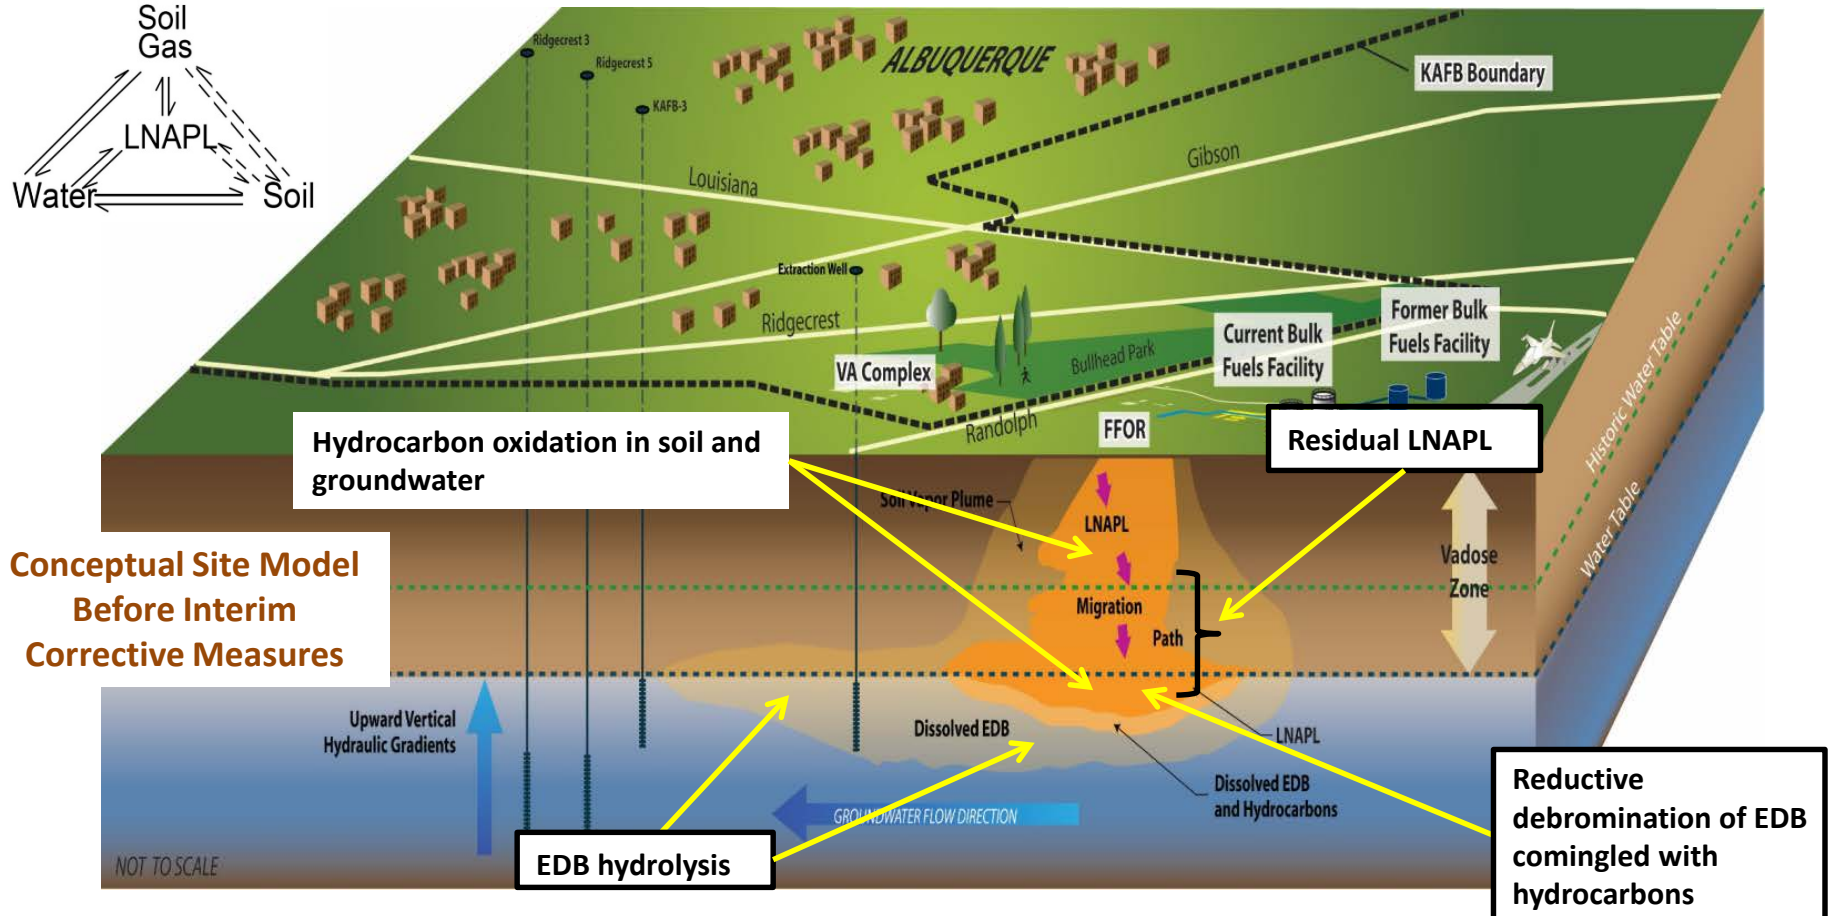 Soil
Gas
LNAPL
Water
Soil
Ridgecrest 3
Ridgecrest 5
KAFB-3
ALBUQUERQUE
KAFB Boundary
Louisiana
Gibson
Extraction Well
Ridgecrest
VA Complex
Bullhead Park
Current Bulk
Fuels Facility
Former Bulk
Fuels Facility
Randolph
FFOR
Historic Water Table
Water Table
Hydrocarbon oxidation in soil and
groundwater
Residual LNAPL
Soil Vapor Plume
LNAPL
Migration
Path
Vadose
Zone
Conceptual Site Model
Before Interim
Corrective Measures
Upward Vertical
Hydraulic Gradients
Dissolved EDB
LNAPL
Dissolved EDB
and Hydrocarbons
GROUNDWATER FLOW DIRECTION
EDB hydrolysis
Reductive
debromination of EDB
comingled with
hydrocarbons
NOT TO SCALE